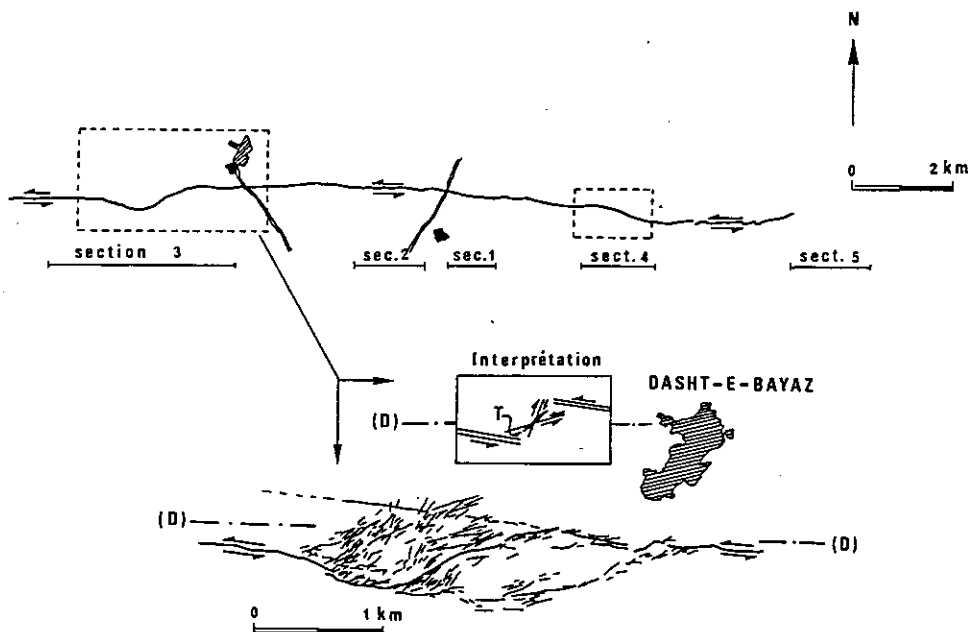 N
0 2 km
section 3 sec.2 sec.1 sect.4 sect.5
Interprétation
DASHT-E-BAYAZ
(D)
T
(D)
(D)
0 1 km